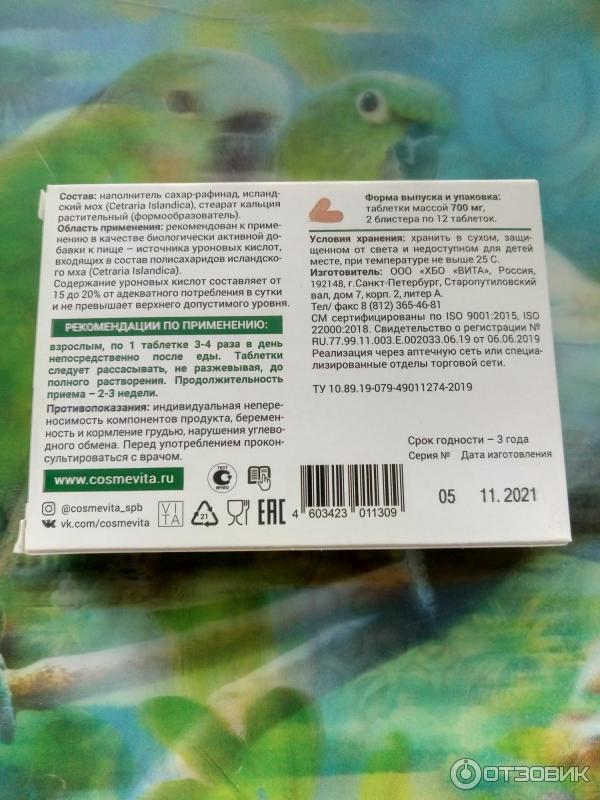 Состав: наполнитель сахар-рафинад, исланд-
ский мох (Cetraria Islandica), стеарат кальция
растительный (формообразователь).
Область применения: рекомендован к приме-
нению в качестве биологически активной до-
бавки к пище – источника уроновых кислот,
входящих в состав полисахаридов исландско-
го мха (Cetraria Islandica).
Содержание уроновых кислот составляет от
15 до 20% от адекватного потребления в сутки
и не превышает верхнего допустимого уровня.
РЕКОМЕНДАЦИИ ПО ПРИМЕНЕНИЮ:
взрослым, по 1 таблетке 3-4 раза в день
непосредственно после еды. Таблетки
следует рассасывать, не разжевывая, до
полного растворения. Продолжительность
приема – 2-3 недели.
Противопоказания: индивидуальная непере-
носимость компонентов продукта, беремен-
ность и кормление грудью, нарушения углево-
дного обмена. Перед употреблением прокон-
сультироваться с врачом.
www.cosmevita.ru
@cosmevita_spb
vk.com/cosmevita
VITA
21
ЕАС
Форма выпуска и упаковка:
таблетки массой 700 мг,
2 блистера по 12 таблеток.
Условия хранения: хранить в сухом, защи-
щенном от света и недоступном для детей
месте, при температуре не выше 25 С.
Изготовитель: ООО «ХБО «ВИТА», Россия,
192148, г.Санкт-Петербург, Старопутиловский
вал, дом 7, корп. 2, литер А.
Тел/ факс 8 (812) 365-46-81
СМ сертифицированы по ISO 9001:2015, ISO
22000:2018. Свидетельство о регистрации №
RU.77.99.11.003.Е.002033.06.19 от 06.06.2019
Реализация через аптечную сеть или специа-
лизированные отделы торговой сети.
ТУ 10.89.19-079-49011274-2019
Срок годности – 3 года
Серия № Дата изготовления
05 11.2021
4 603423 011309
ОТЗОВИК